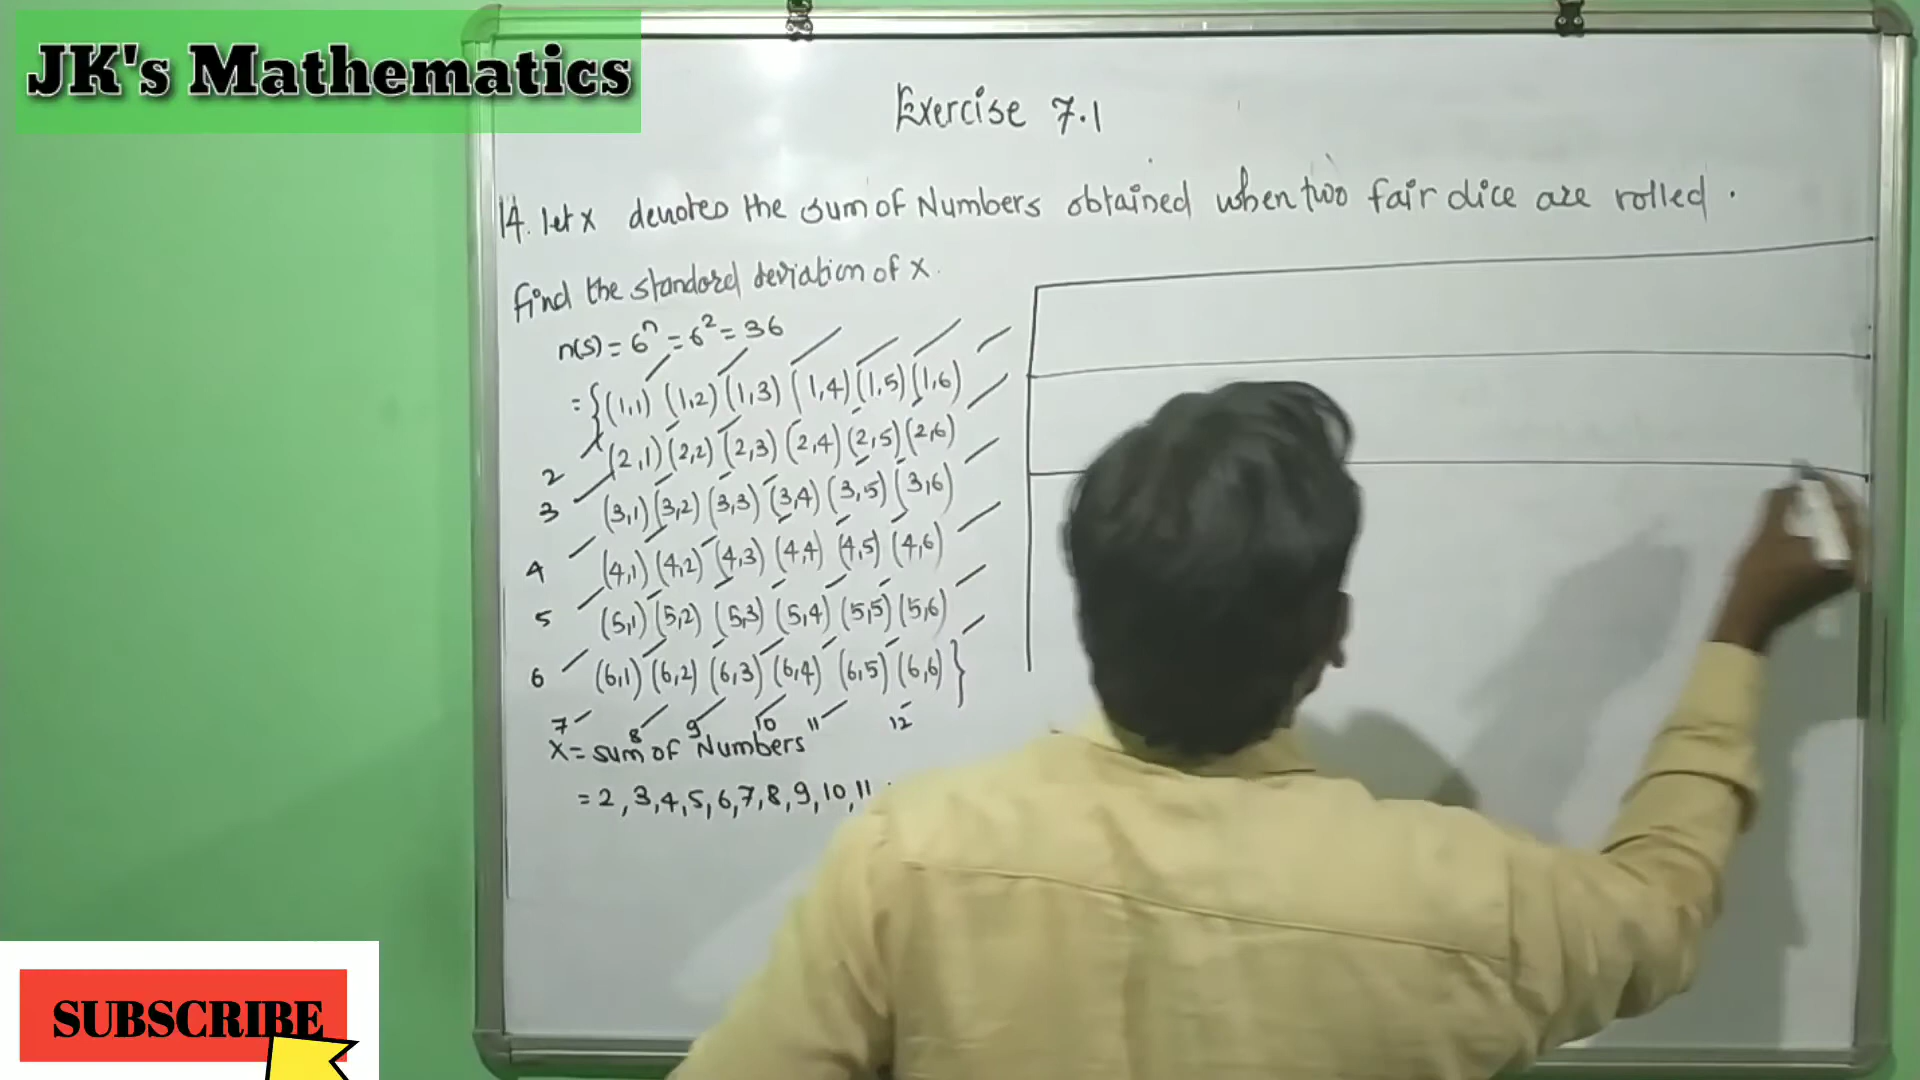 JK's Mathematics
Exercise 7.1
14. let x denotes the sum of Numbers obtained when two fair dice are rolled.
find the standard deviation of x.
n(s) = 6ⁿ = 6² = 36
= {(1,1) (1,2) (1,3) (1,4) (1,5) (1,6)
2 (2,1) (2,2) (2,3) (2,4) (2,5) (2,6)
3 (3,1) (3,2) (3,3) (3,4) (3,5) (3,6)
4 (4,1) (4,2) (4,3) (4,4) (4,5) (4,6)
5 (5,1) (5,2) (5,3) (5,4) (5,5) (5,6)
6 (6,1) (6,2) (6,3) (6,4) (6,5) (6,6)}
7 8 9 10 11 12
X = sum of Numbers
= 2, 3, 4, 5, 6, 7, 8, 9, 10, 11
SUBSCRIBE